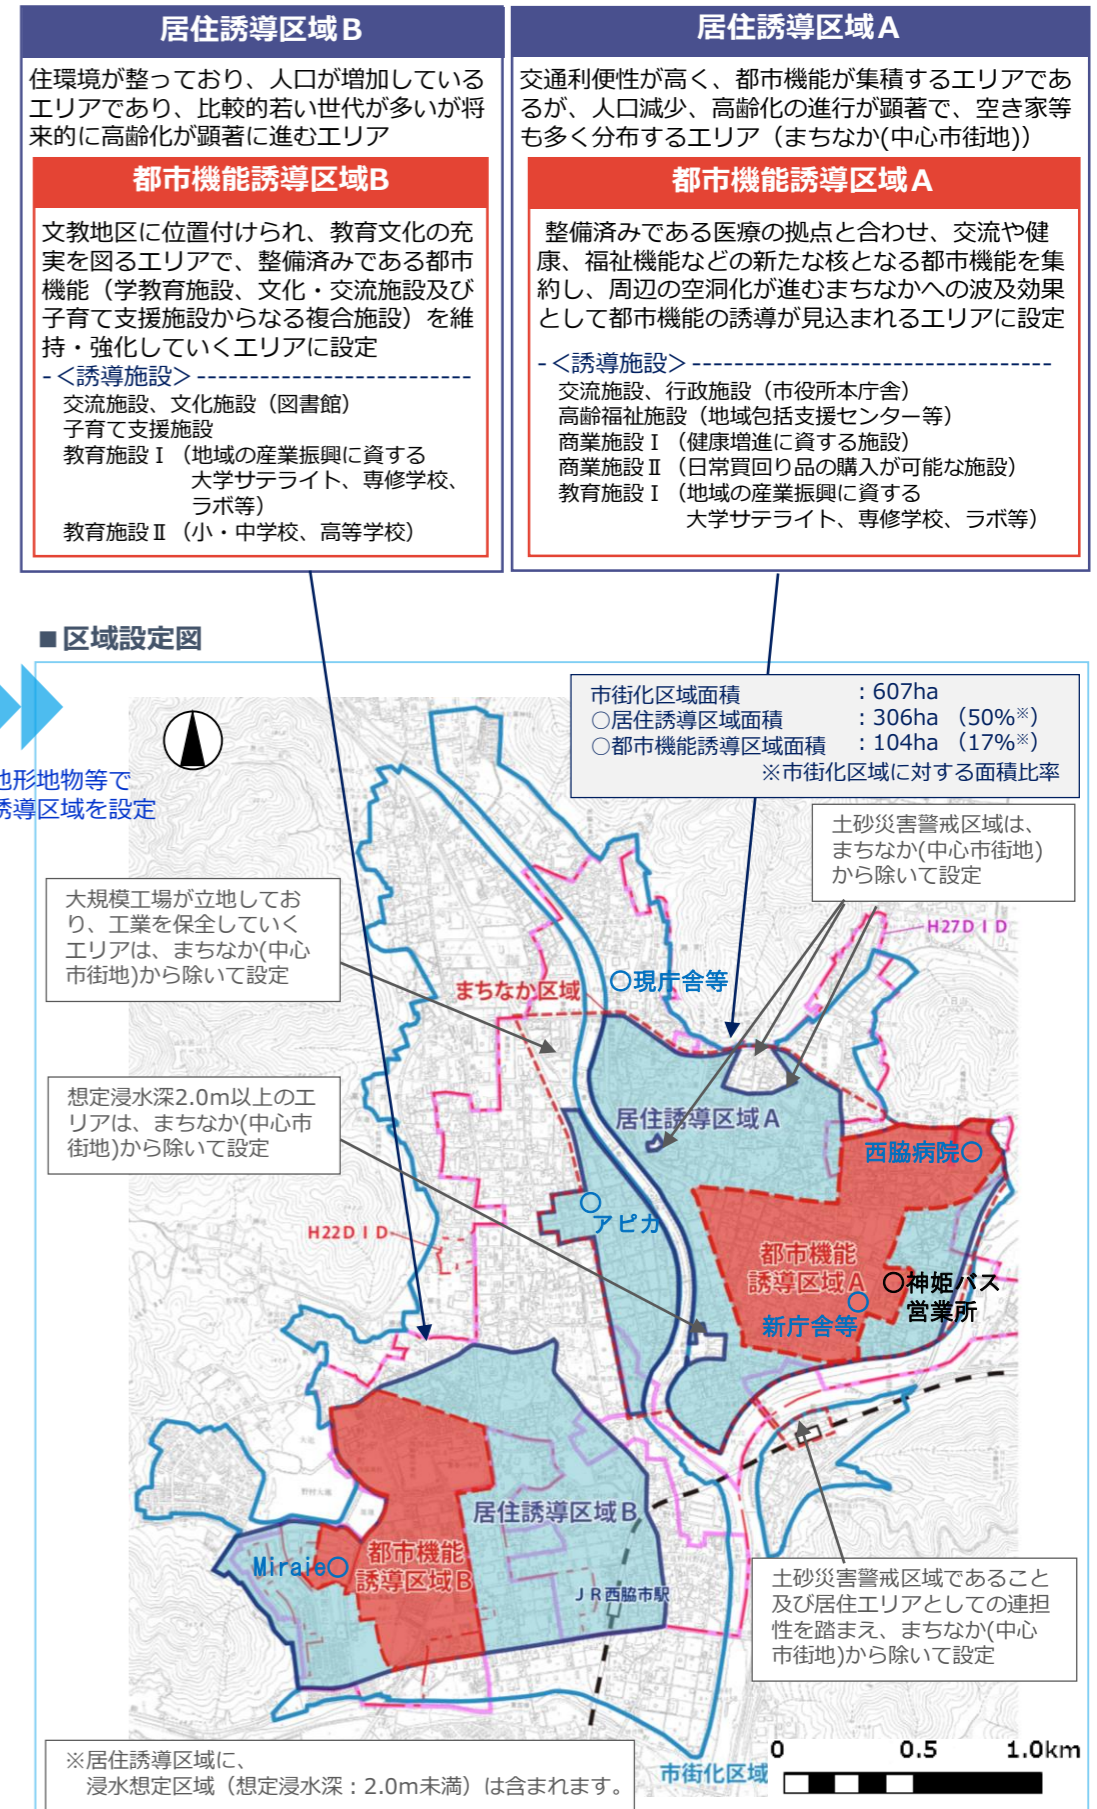 居住誘導区域B
住環境が整っており、人口が増加している
エリアであり、比較的若い世代が多いが将
来的に高齢化が顕著に進むエリア
都市機能誘導区域B
文教地区に位置付けられ、教育文化の充
実を図るエリアで、整備済みである都市
機能（学教育施設、文化・交流施設及び
子育て支援施設からなる複合施設）を維
持・強化していくエリアに設定
-＜誘導施設＞--------------------------
交流施設、文化施設（図書館）
子育て支援施設
教育施設Ⅰ（地域の産業振興に資する
大学サテライト、専修学校、
ラボ等）
教育施設Ⅱ（小・中学校、高等学校）
居住誘導区域A
交通利便性が高く、都市機能が集積するエリアであ
るが、人口減少、高齢化の進行が顕著で、空き家等
も多く分布するエリア（まちなか(中心市街地)）
都市機能誘導区域A
整備済みである医療の拠点と合わせ、交流や健
康、福祉機能などの新たな核となる都市機能を集
約し、周辺の空洞化が進むまちなかへの波及効果
として都市機能の誘導が見込まれるエリアに設定
-＜誘導施設＞----------------------------------
交流施設、行政施設（市役所本庁舎）
高齢福祉施設（地域包括支援センター等）
商業施設Ⅰ（健康増進に資する施設）
商業施設Ⅱ（日常買回り品の購入が可能な施設）
教育施設Ⅰ（地域の産業振興に資する
大学サテライト、専修学校、ラボ等）
■区域設定図
地形地物等で
誘導区域を設定
市街化区域面積 ：607ha
○居住誘導区域面積 ：306ha （50%※）
○都市機能誘導区域面積 ：104ha （17%※）
※市街化区域に対する面積比率
土砂災害警戒区域は、
まちなか(中心市街地)
から除いて設定
大規模工場が立地してお
り、工業を保全していく
エリアは、まちなか(中心
市街地)から除いて設定
H27DID
○現庁舎等
まちなか区域
想定浸水深2.0m以上のエ
リアは、まちなか(中心市
街地)から除いて設定
居住誘導区域A
西脇病院○
○
アピカ
H22DID
都市機能
誘導区域A
○神姫バス
営業所
○
新庁舎等
居住誘導区域B
都市機能
誘導区域B
Miraie○
JR西脇市駅
土砂災害警戒区域であること
及び居住エリアとしての連担
性を踏まえ、まちなか(中心
市街地)から除いて設定
※居住誘導区域に、
浸水想定区域（想定浸水深：2.0m未満）は含まれます。
市街化区域
0 0.5 1.0km